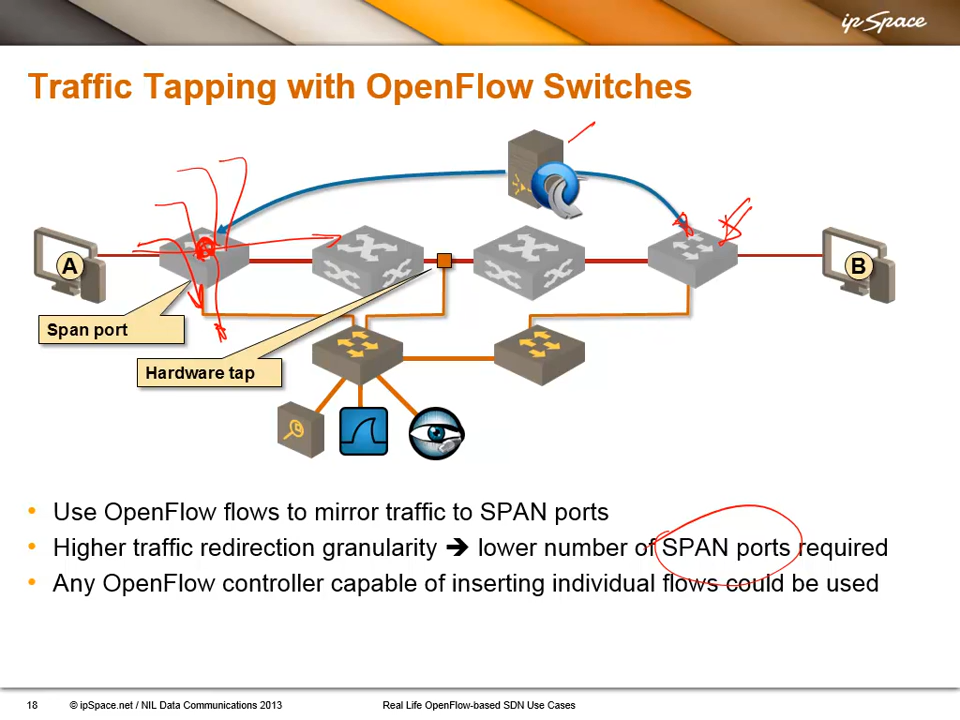 ipSpace
Traffic Tapping with OpenFlow Switches
A
B
Span port
Hardware tap
• Use OpenFlow flows to mirror traffic to SPAN ports
• Higher traffic redirection granularity ➔ lower number of SPAN ports required
• Any OpenFlow controller capable of inserting individual flows could be used
18 © ipSpace.net / NIL Data Communications 2013 Real Life OpenFlow-based SDN Use Cases